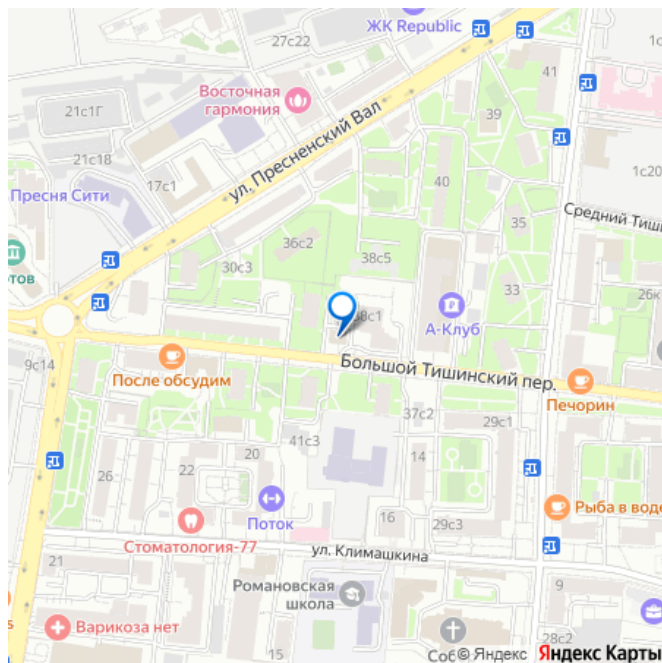 ЖК Republic
27с22
41
Восточная
гармония
21с1Г
39
ул. Пресненский Вал
1с20
21с18
17с1
40
Пресня Сити
35
Средний Тиши
36с2
38с5
30с3
тов
33
26к
38с1
А-Клуб
9с14
Большой Тишинский пер.
После обсудим
Печорин
37с2
29с1
41с3
20
14
26
22
Поток
Рыба в воде
16
29с3
Стоматология-77
ул. Климашкина
21
Романовская
школа
9
Варикоза нет
15
Соб
28с2
© Яндекс Яндекс Карты